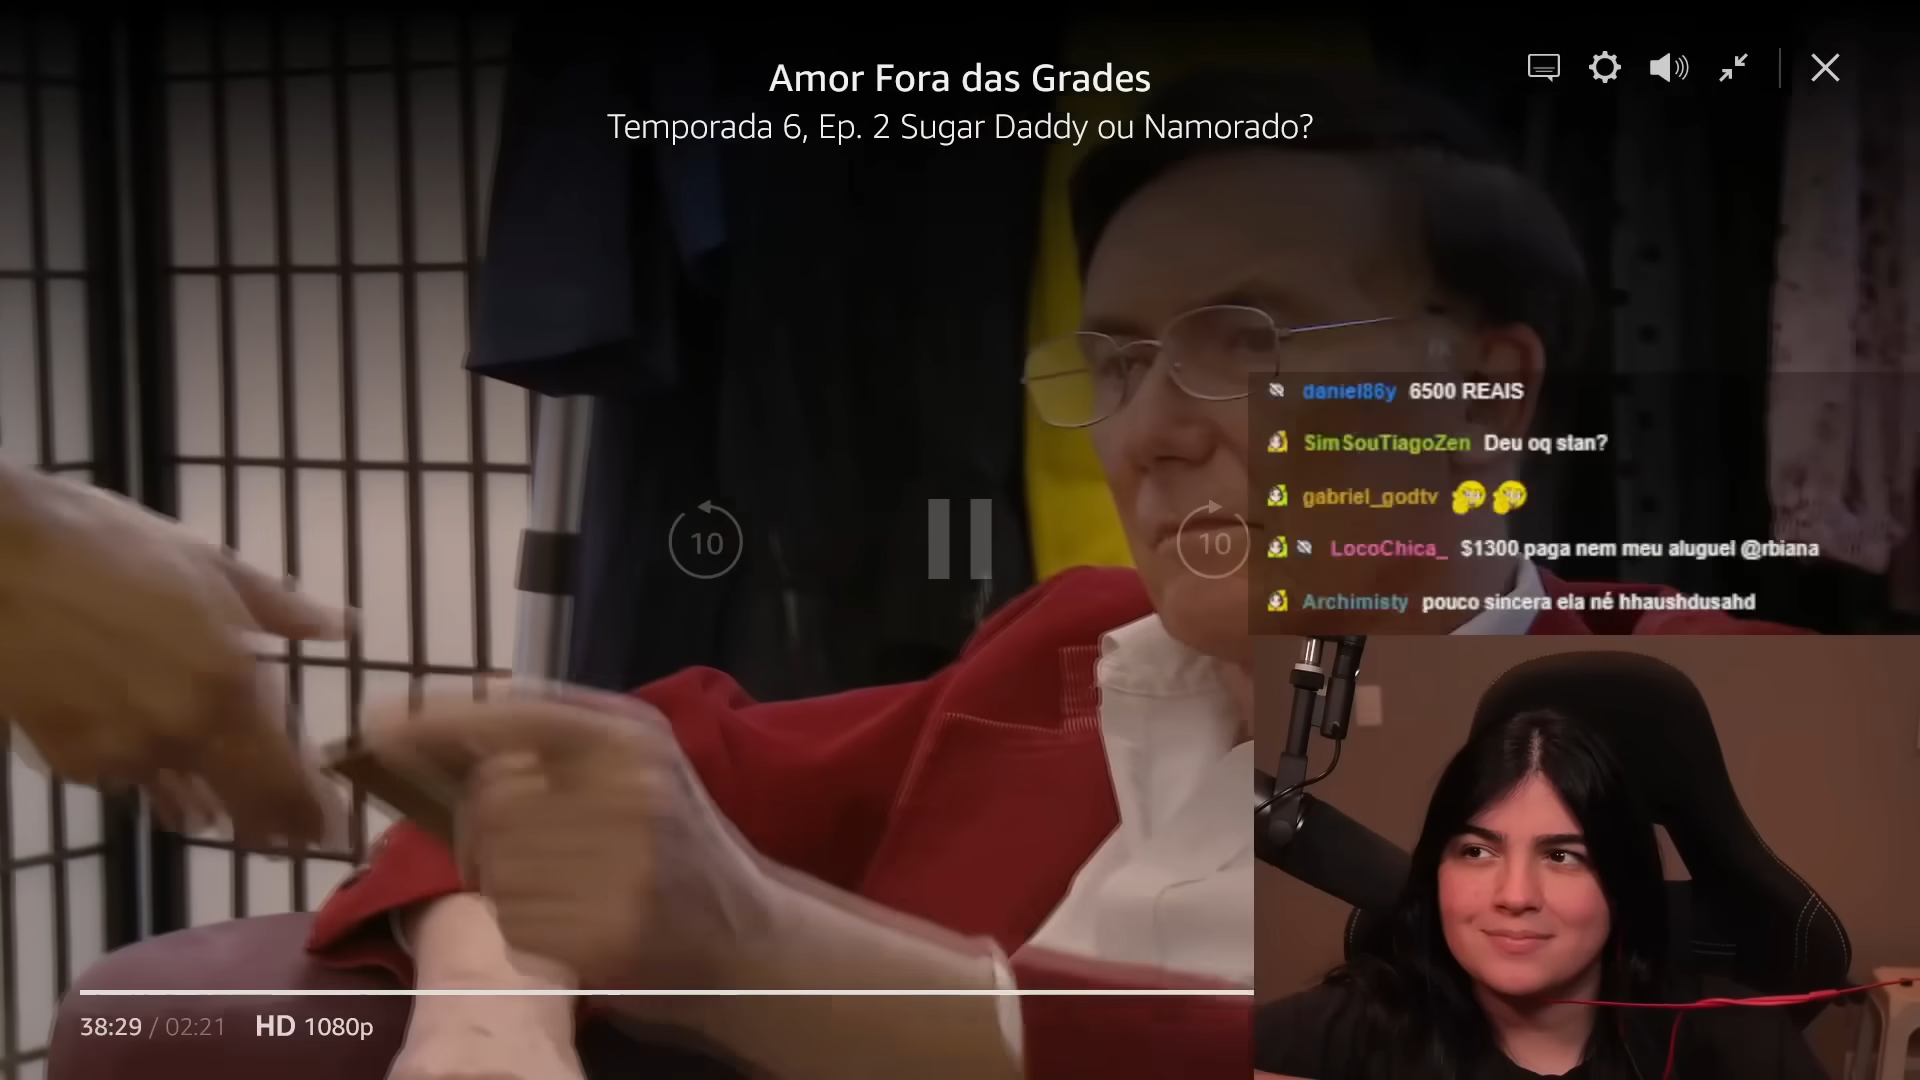 Amor Fora das Grades
Temporada 6, Ep. 2 Sugar Daddy ou Namorado?
daniel86y 6500 REAIS
SimSouTiagoZen Deu oq stan?
gabriel_godtv
LocoChica_ $1300 paga nem meu aluguel @rbiana
Archimisty pouco sincera ela né hhaushdusahd
10
10
38:29 / 02:21 HD 1080p